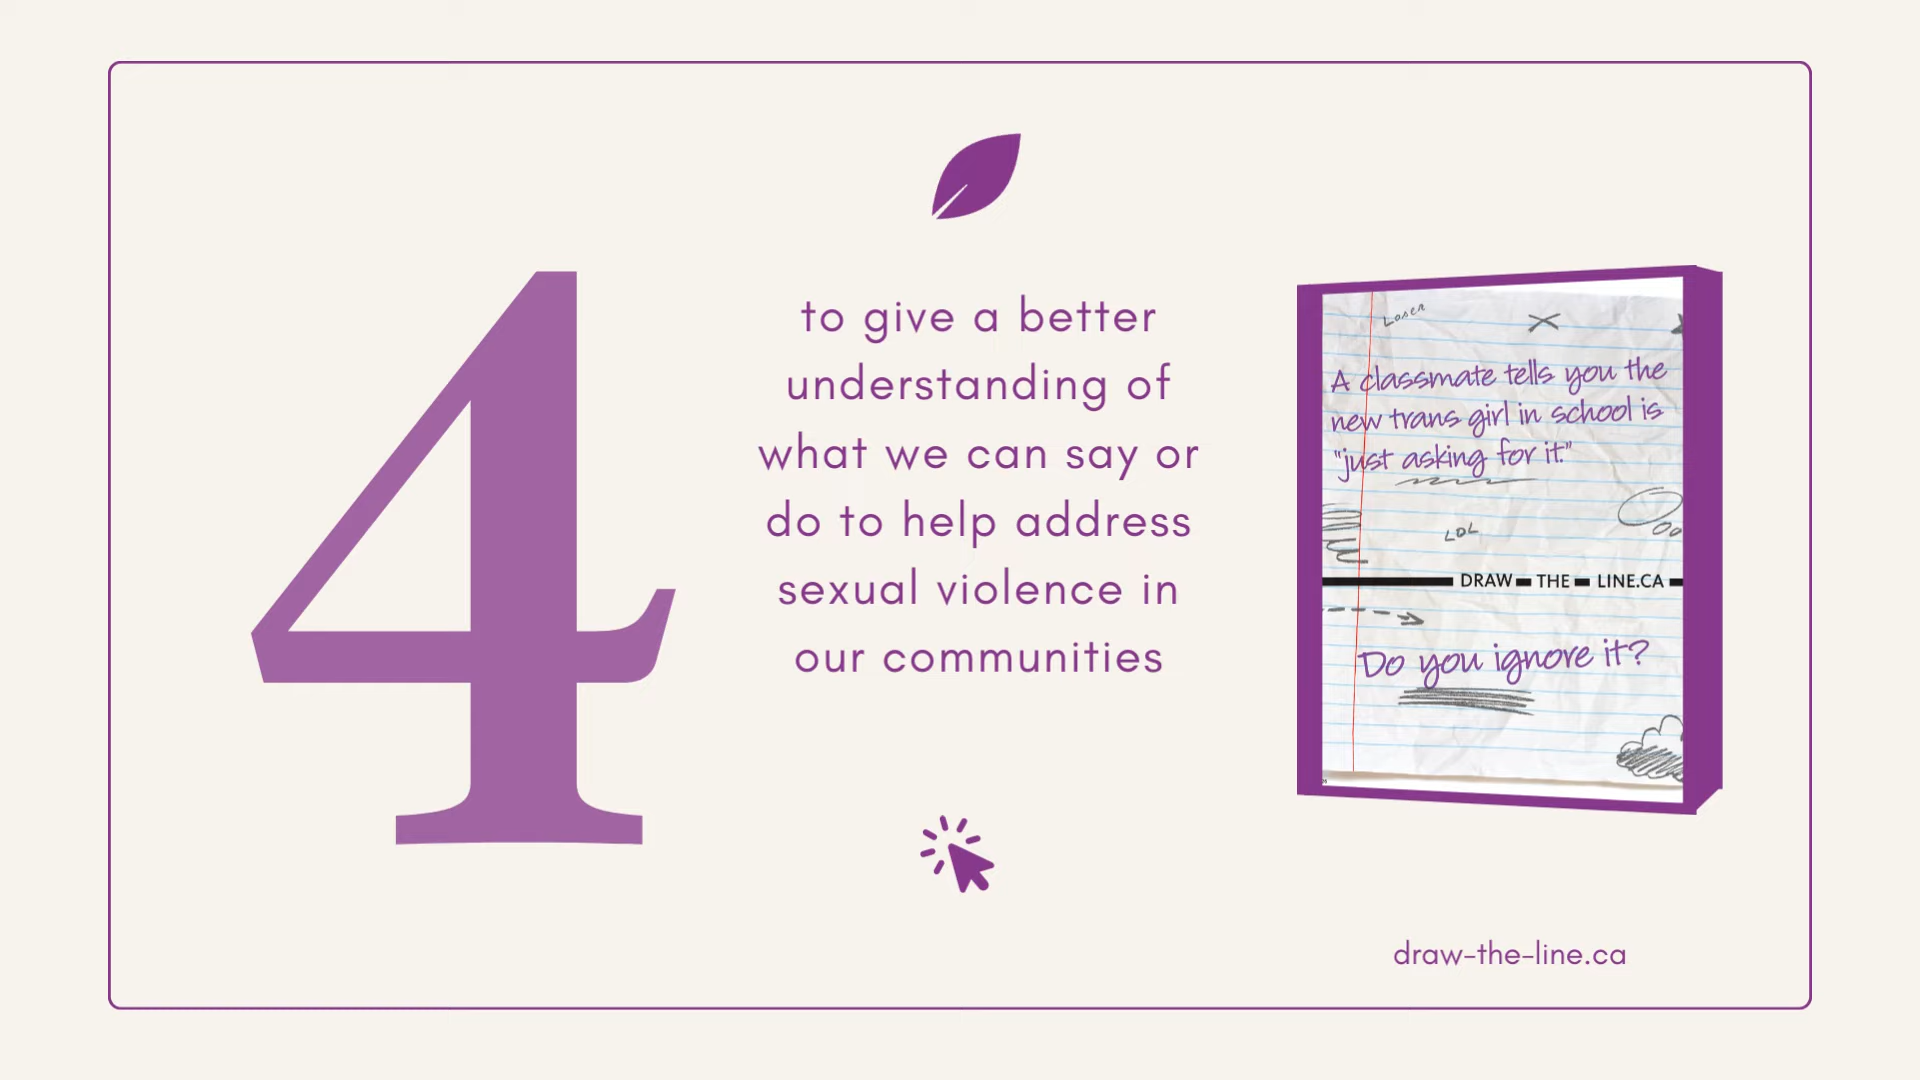 4
to give a better
understanding of
what we can say or
do to help address
sexual violence in
our communities
Loser
A classmate tells you the
new trans girl in school is
"just asking for it."
LOL
DRAW THE LINE.CA
Do you ignore it?
draw-the-line.ca